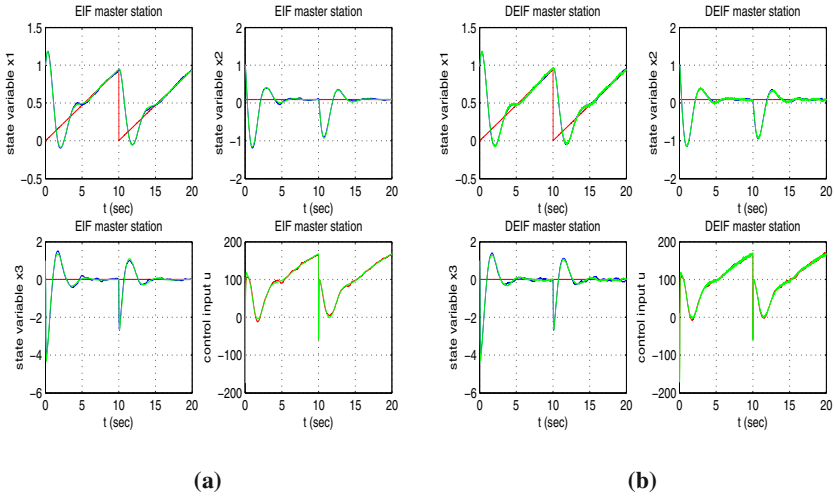 EIF master station
EIF master station
DEIF master station
DEIF master station
1.5
1
0.5
0
−0.5
state variable x1
0 5 10 15 20
t (sec)
2
1
0
−1
−2
state variable x2
0 5 10 15 20
t (sec)
1.5
1
0.5
0
−0.5
state variable x1
0 5 10 15 20
t (sec)
2
1
0
−1
−2
state variable x2
0 5 10 15 20
t (sec)
EIF master station
EIF master station
DEIF master station
DEIF master station
2
0
−2
−4
−6
state variable x3
0 5 10 15 20
t (sec)
200
100
0
−100
−200
control input u
0 5 10 15 20
t (sec)
2
0
−2
−4
−6
state variable x3
0 5 10 15 20
t (sec)
200
100
0
−100
−200
control input u
0 5 10 15 20
t (sec)
(a)
(b)